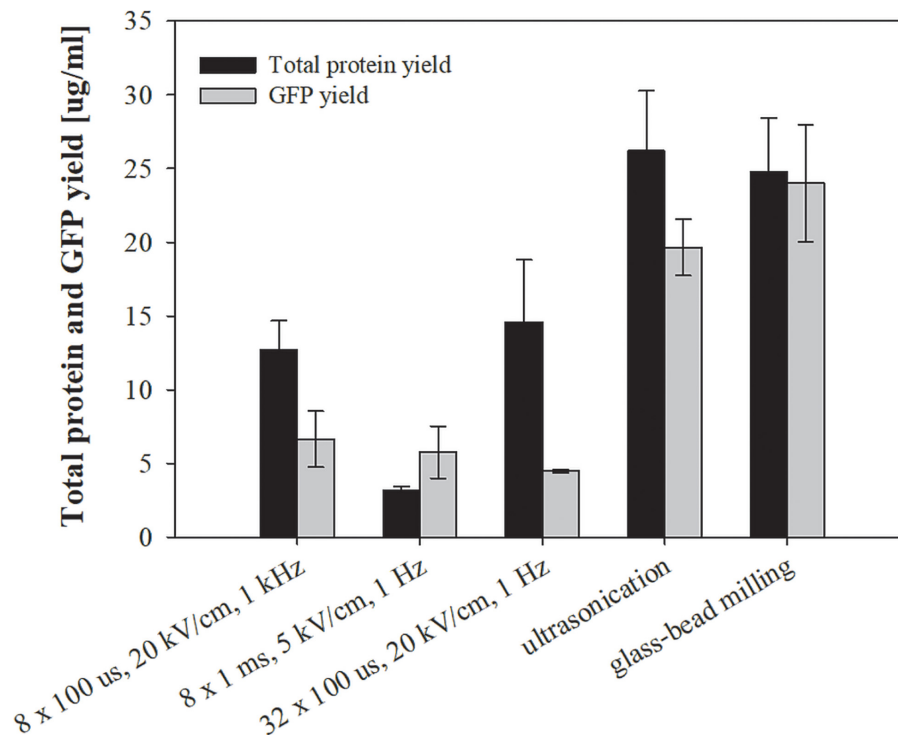 Total protein and GFP yield [ug/ml]
35
30
25
20
15
10
5
0
Total protein yield
GFP yield
8 x 100 us, 20 kV/cm, 1 kHz
8 x 1 ms, 5 kV/cm, 1 Hz
32 x 100 us, 20 kV/cm, 1 Hz
ultrasonication
glass-bead milling